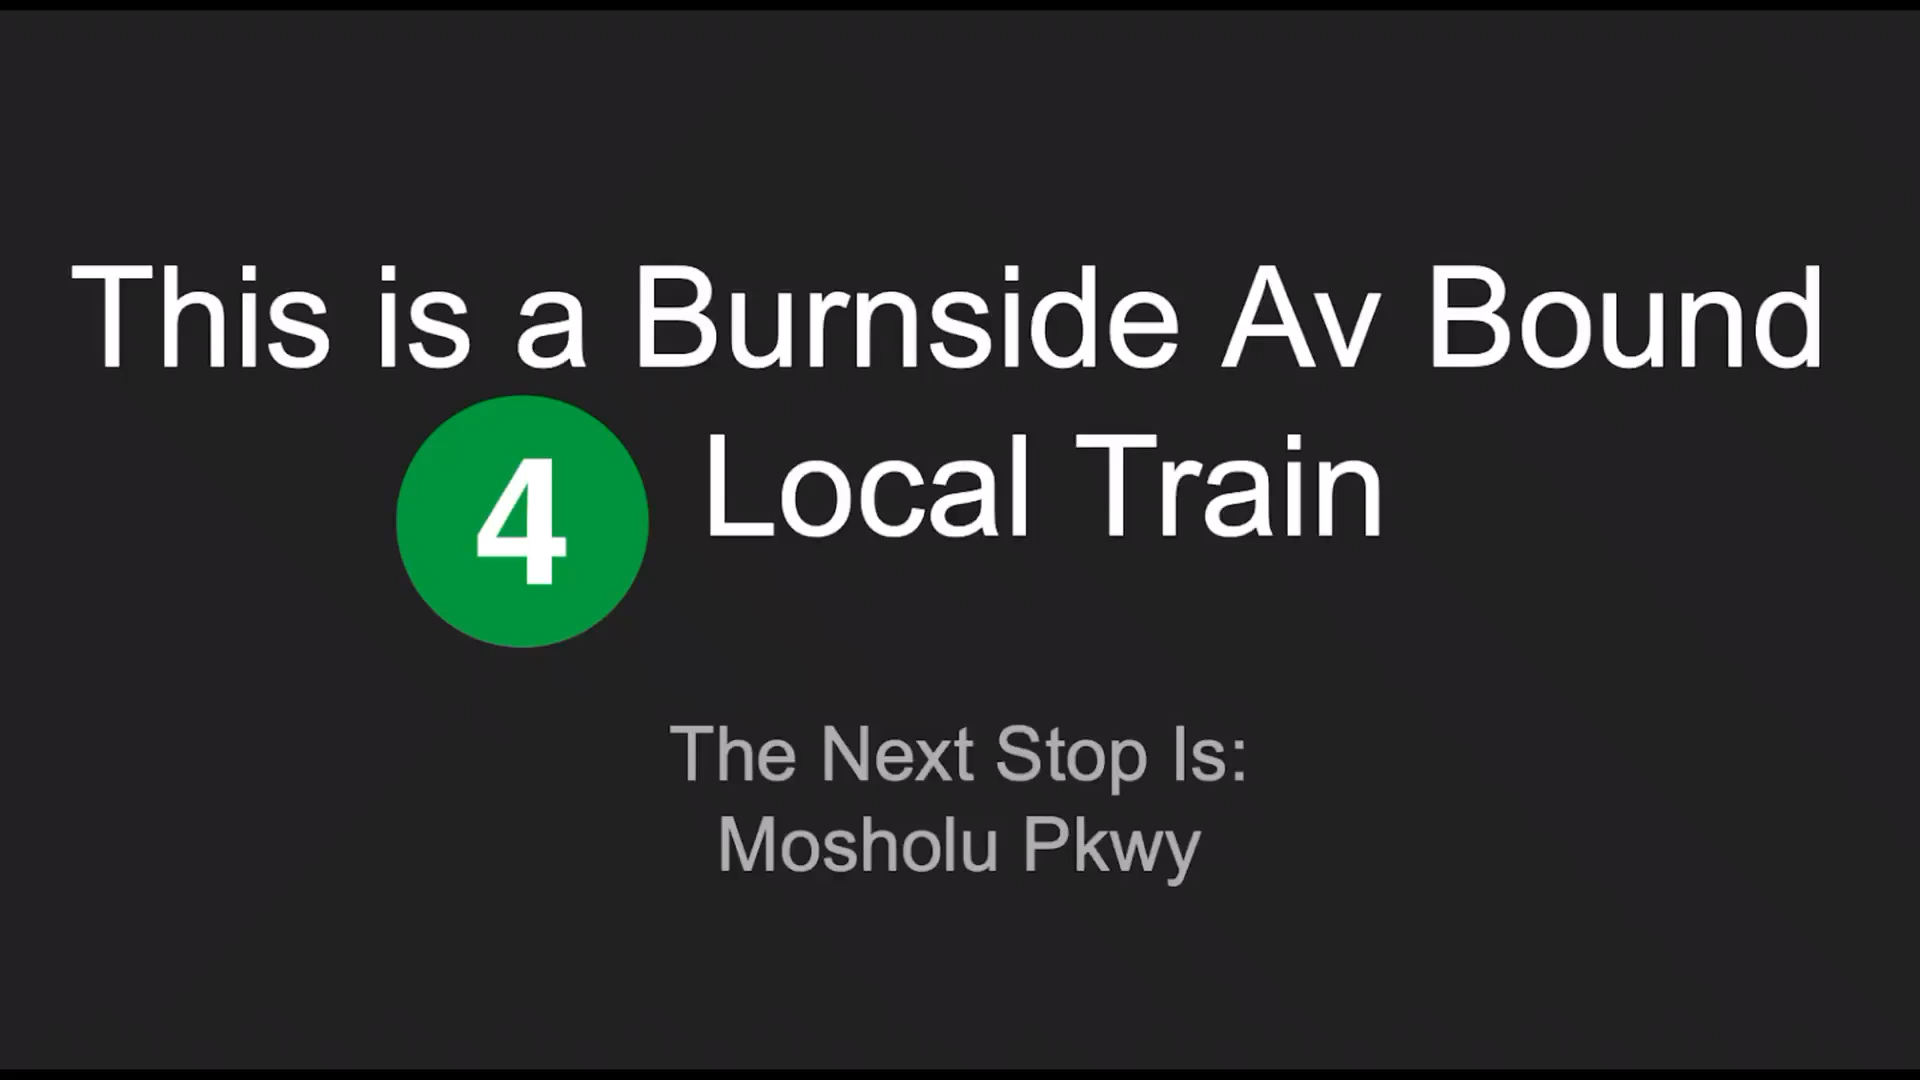 This is a Burnside Av Bound
4 Local Train
The Next Stop Is:
Mosholu Pkwy